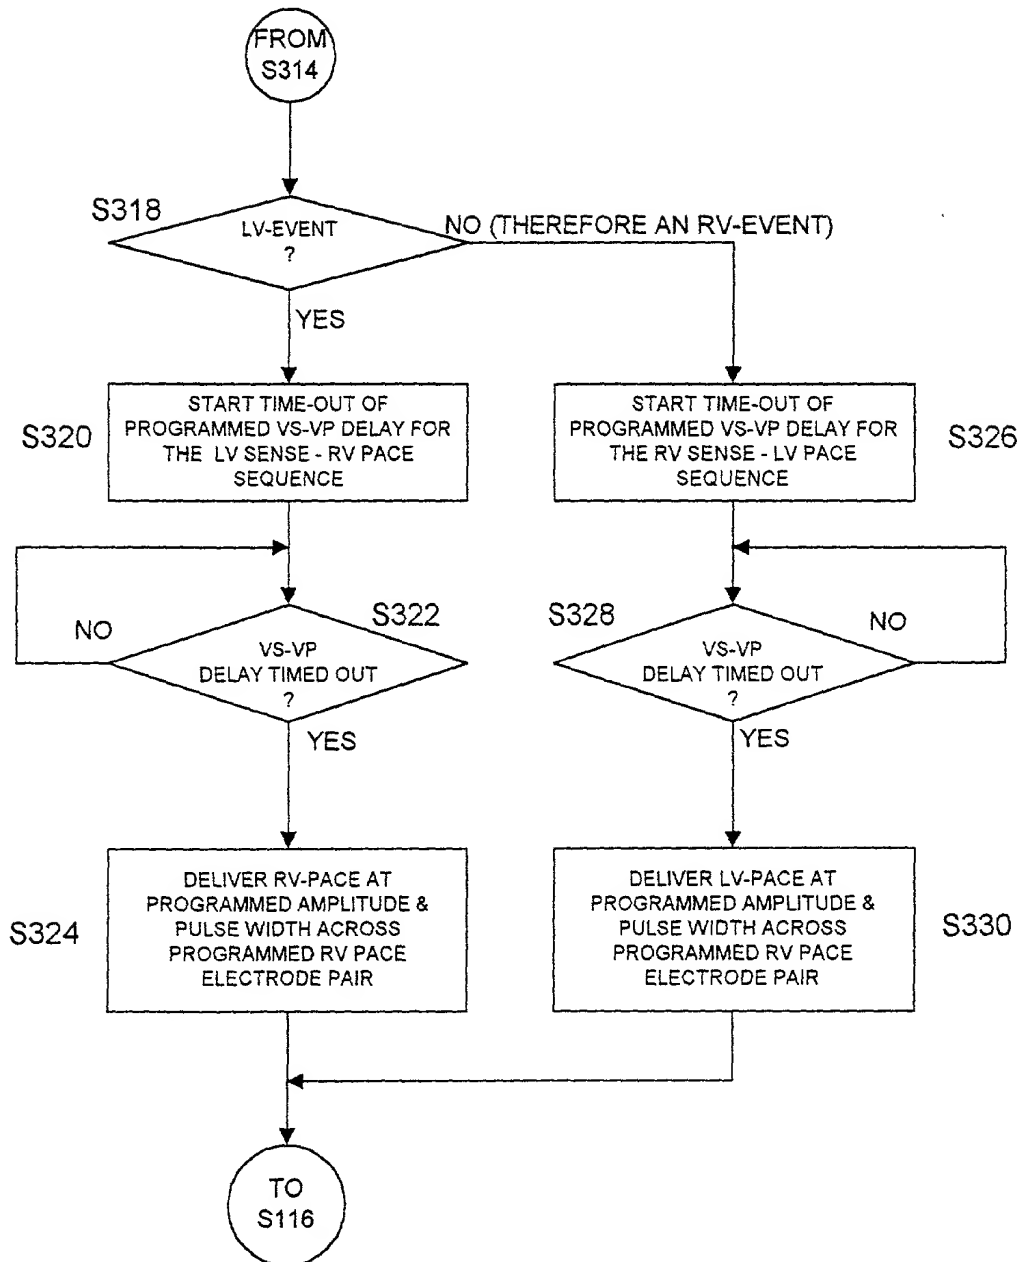 FROM
S314
S318
LV-EVENT
?
NO (THEREFORE AN RV-EVENT)
YES
S320
START TIME-OUT OF
PROGRAMMED VS-VP DELAY FOR
THE LV SENSE - RV PACE
SEQUENCE
START TIME-OUT OF
PROGRAMMED VS-VP DELAY FOR
THE RV SENSE - LV PACE
SEQUENCE
S326
NO
S322
VS-VP
DELAY TIMED OUT
?
YES
S328
NO
VS-VP
DELAY TIMED OUT
?
YES
S324
DELIVER RV-PACE AT
PROGRAMMED AMPLITUDE &
PULSE WIDTH ACROSS
PROGRAMMED RV PACE
ELECTRODE PAIR
DELIVER LV-PACE AT
PROGRAMMED AMPLITUDE &
PULSE WIDTH ACROSS
PROGRAMMED RV PACE
ELECTRODE PAIR
S330
TO
S116